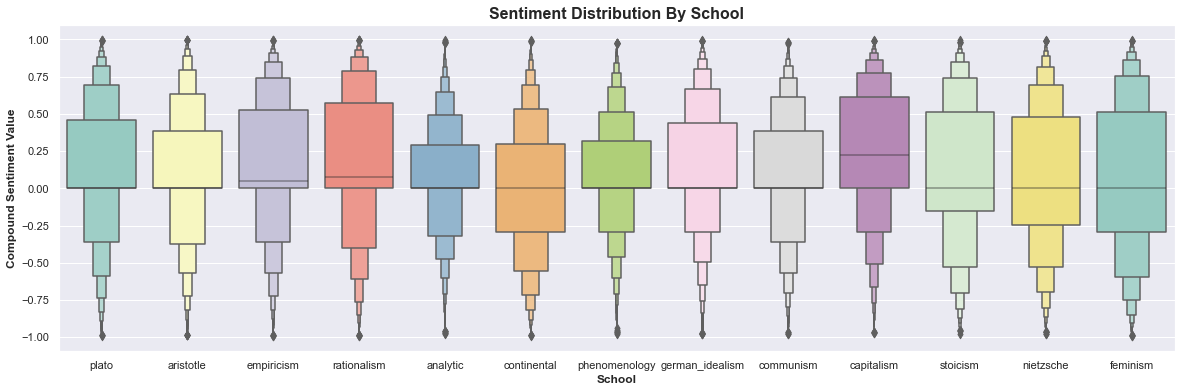 Sentiment Distribution By School
Compound Sentiment Value
1.00
0.75
0.50
0.25
0.00
−0.25
−0.50
−0.75
−1.00
plato aristotle empiricism rationalism analytic continental phenomenology german_idealism communism capitalism stoicism nietzsche feminism
School